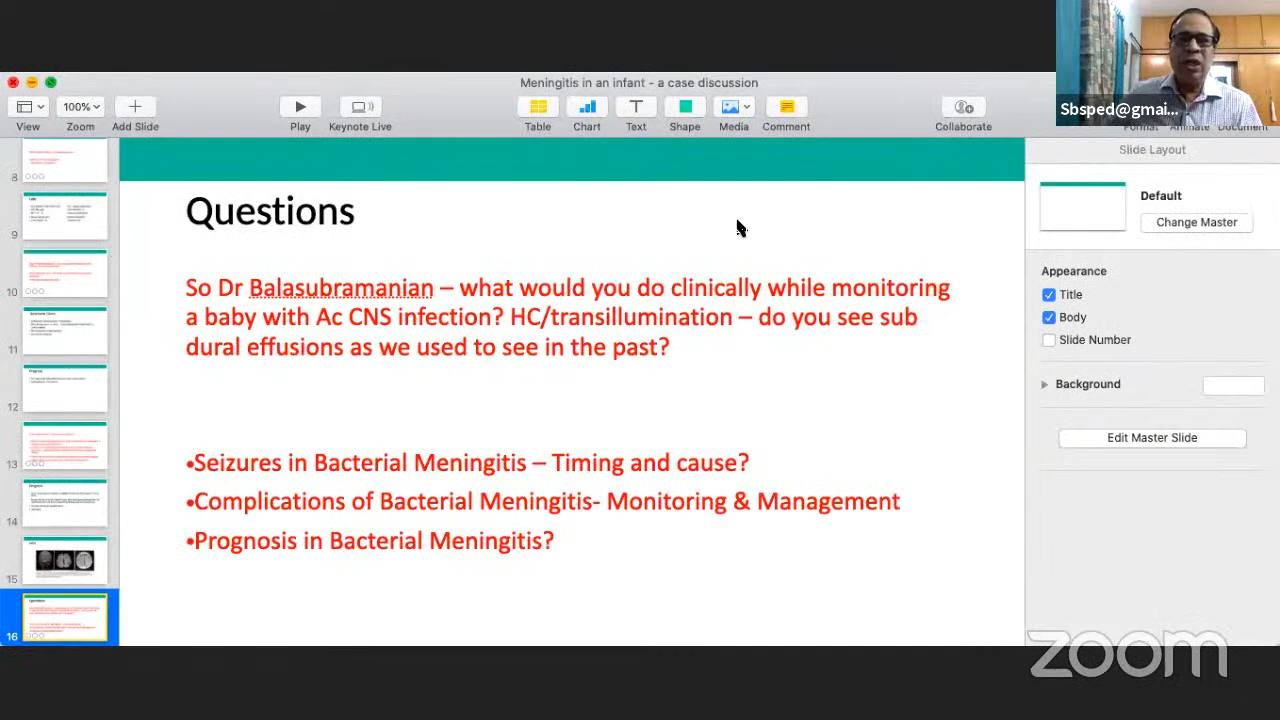 Meningitis in an infant - a case discussion
Sbsped@gmai...
100%
View
Zoom
Add Slide
Play
Keynote Live
Table
Chart
Text
Shape
Media
Comment
Collaborate
Format
Animate
Document
8
9
10
11
12
13
14
15
16
Questions
So Dr Balasubramanian – what would you do clinically while monitoring
a baby with Ac CNS infection? HC/transillumination – do you see sub
dural effusions as we used to see in the past?
•Seizures in Bacterial Meningitis – Timing and cause?
•Complications of Bacterial Meningitis- Monitoring & Management
•Prognosis in Bacterial Meningitis?
Slide Layout
Default
Change Master
Appearance
Title
Body
Slide Number
Background
Edit Master Slide
zoom